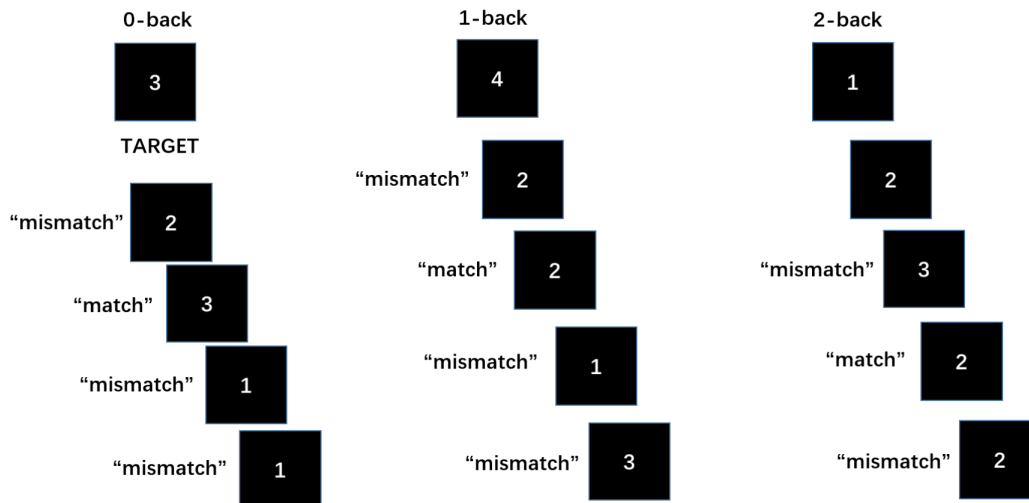 0-back
3
TARGET
“mismatch” 2
“match” 3
“mismatch” 1
“mismatch” 1
1-back
4
“mismatch” 2
“match” 2
“mismatch” 1
“mismatch” 3
2-back
1
2
“mismatch” 3
“match” 2
“mismatch” 2